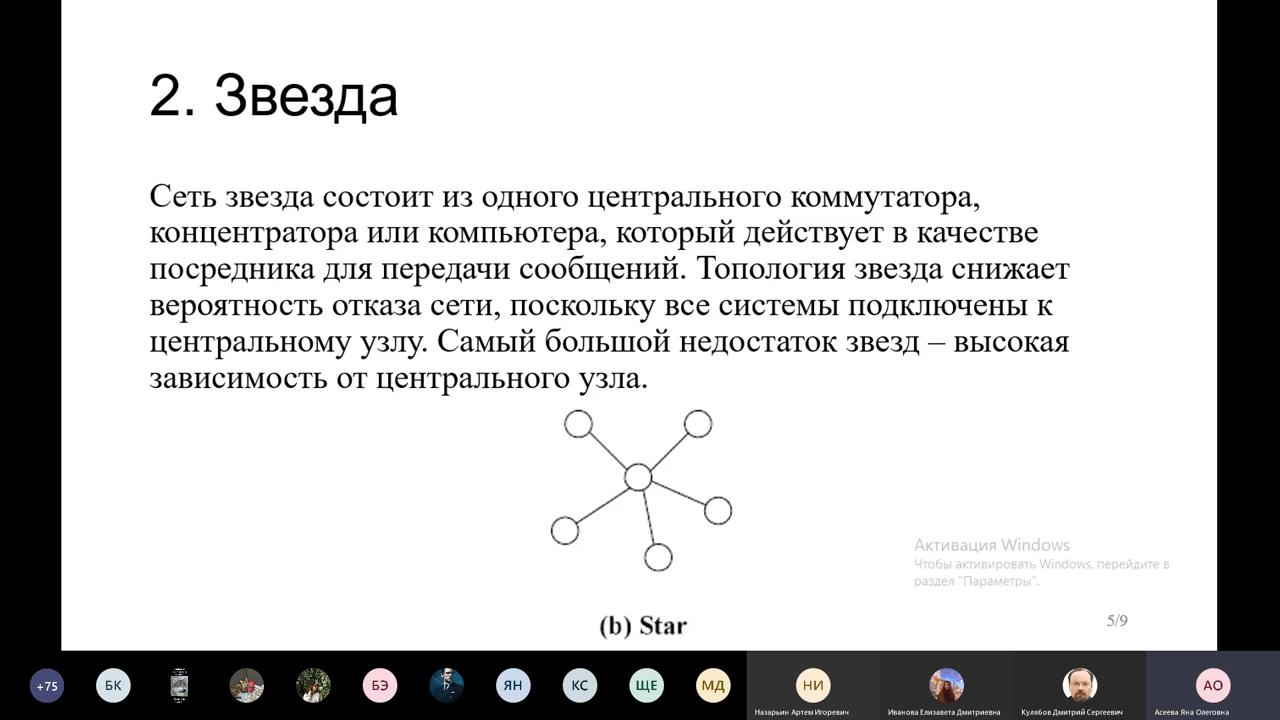 2. Звезда
Сеть звезда состоит из одного центрального коммутатора,
концентратора или компьютера, который действует в качестве
посредника для передачи сообщений. Топология звезда снижает
вероятность отказа сети, поскольку все системы подключены к
центральному узлу. Самый большой недостаток звезд – высокая
зависимость от центрального узла.
(b) Star
Активация Windows
Чтобы активировать Windows, перейдите в
раздел "Параметры".
5/9
+75
БК
БЭ
ЯН
КС
ЩЕ
МД
НИ
АО
Назарьин Артем Игоревич
Иванова Елизавета Дмитриевна
Кулябов Дмитрий Сергеевич
Асеева Яна Олеговна